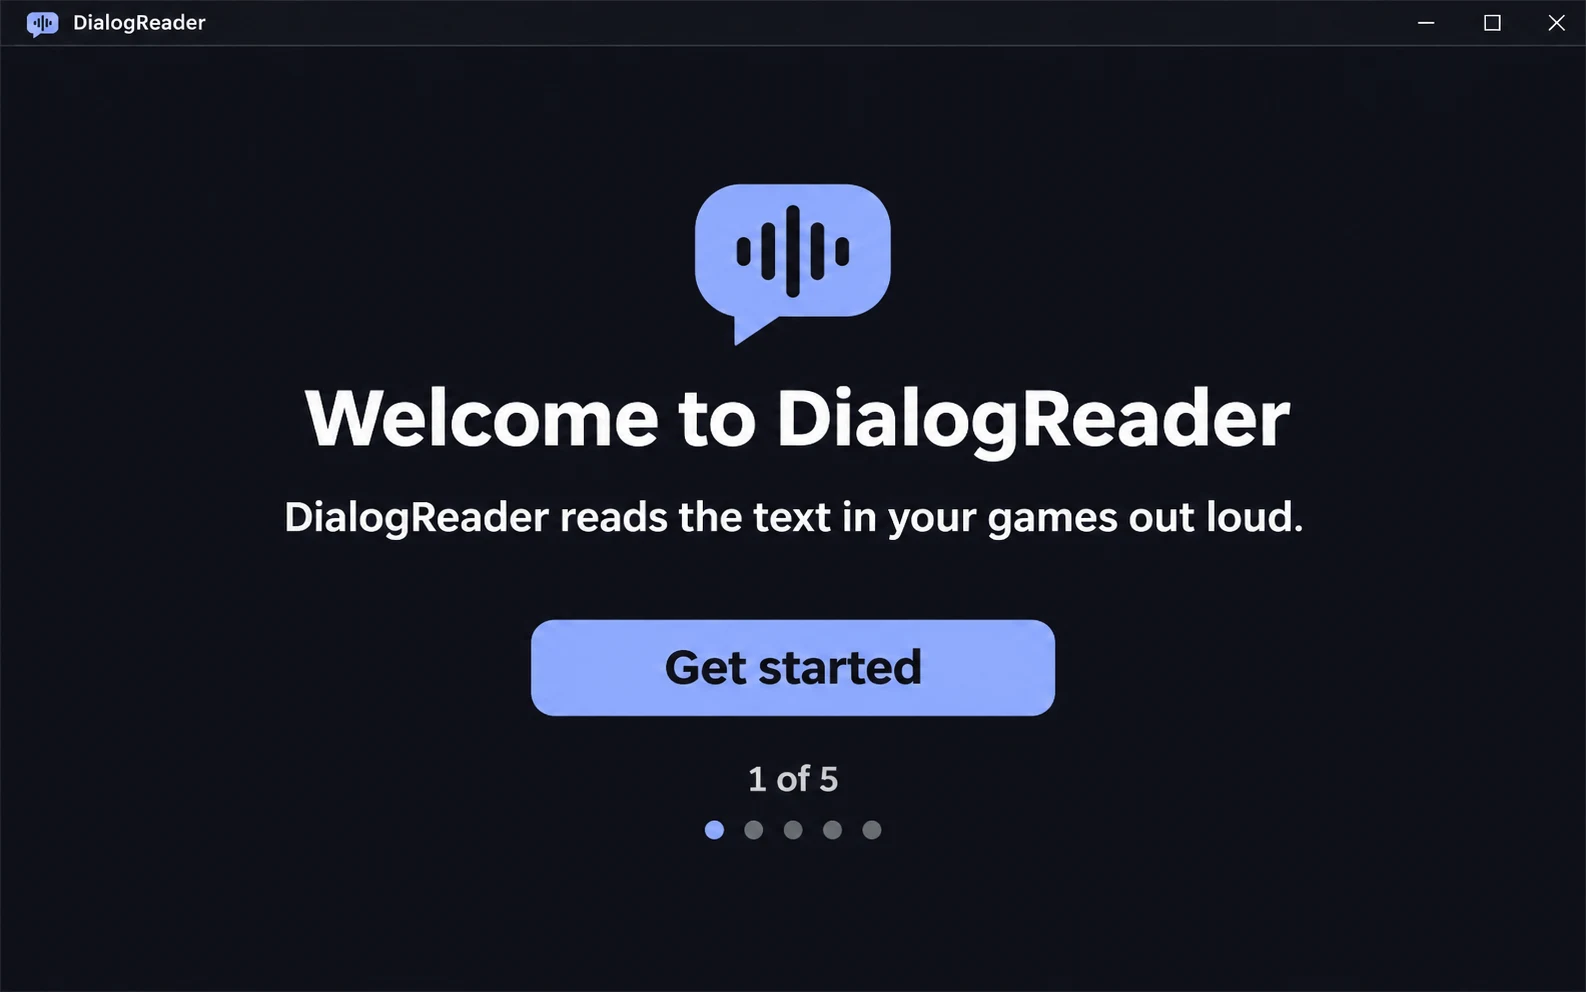 DialogReader
Welcome to DialogReader
DialogReader reads the text in your games out loud.
Get started
1 of 5